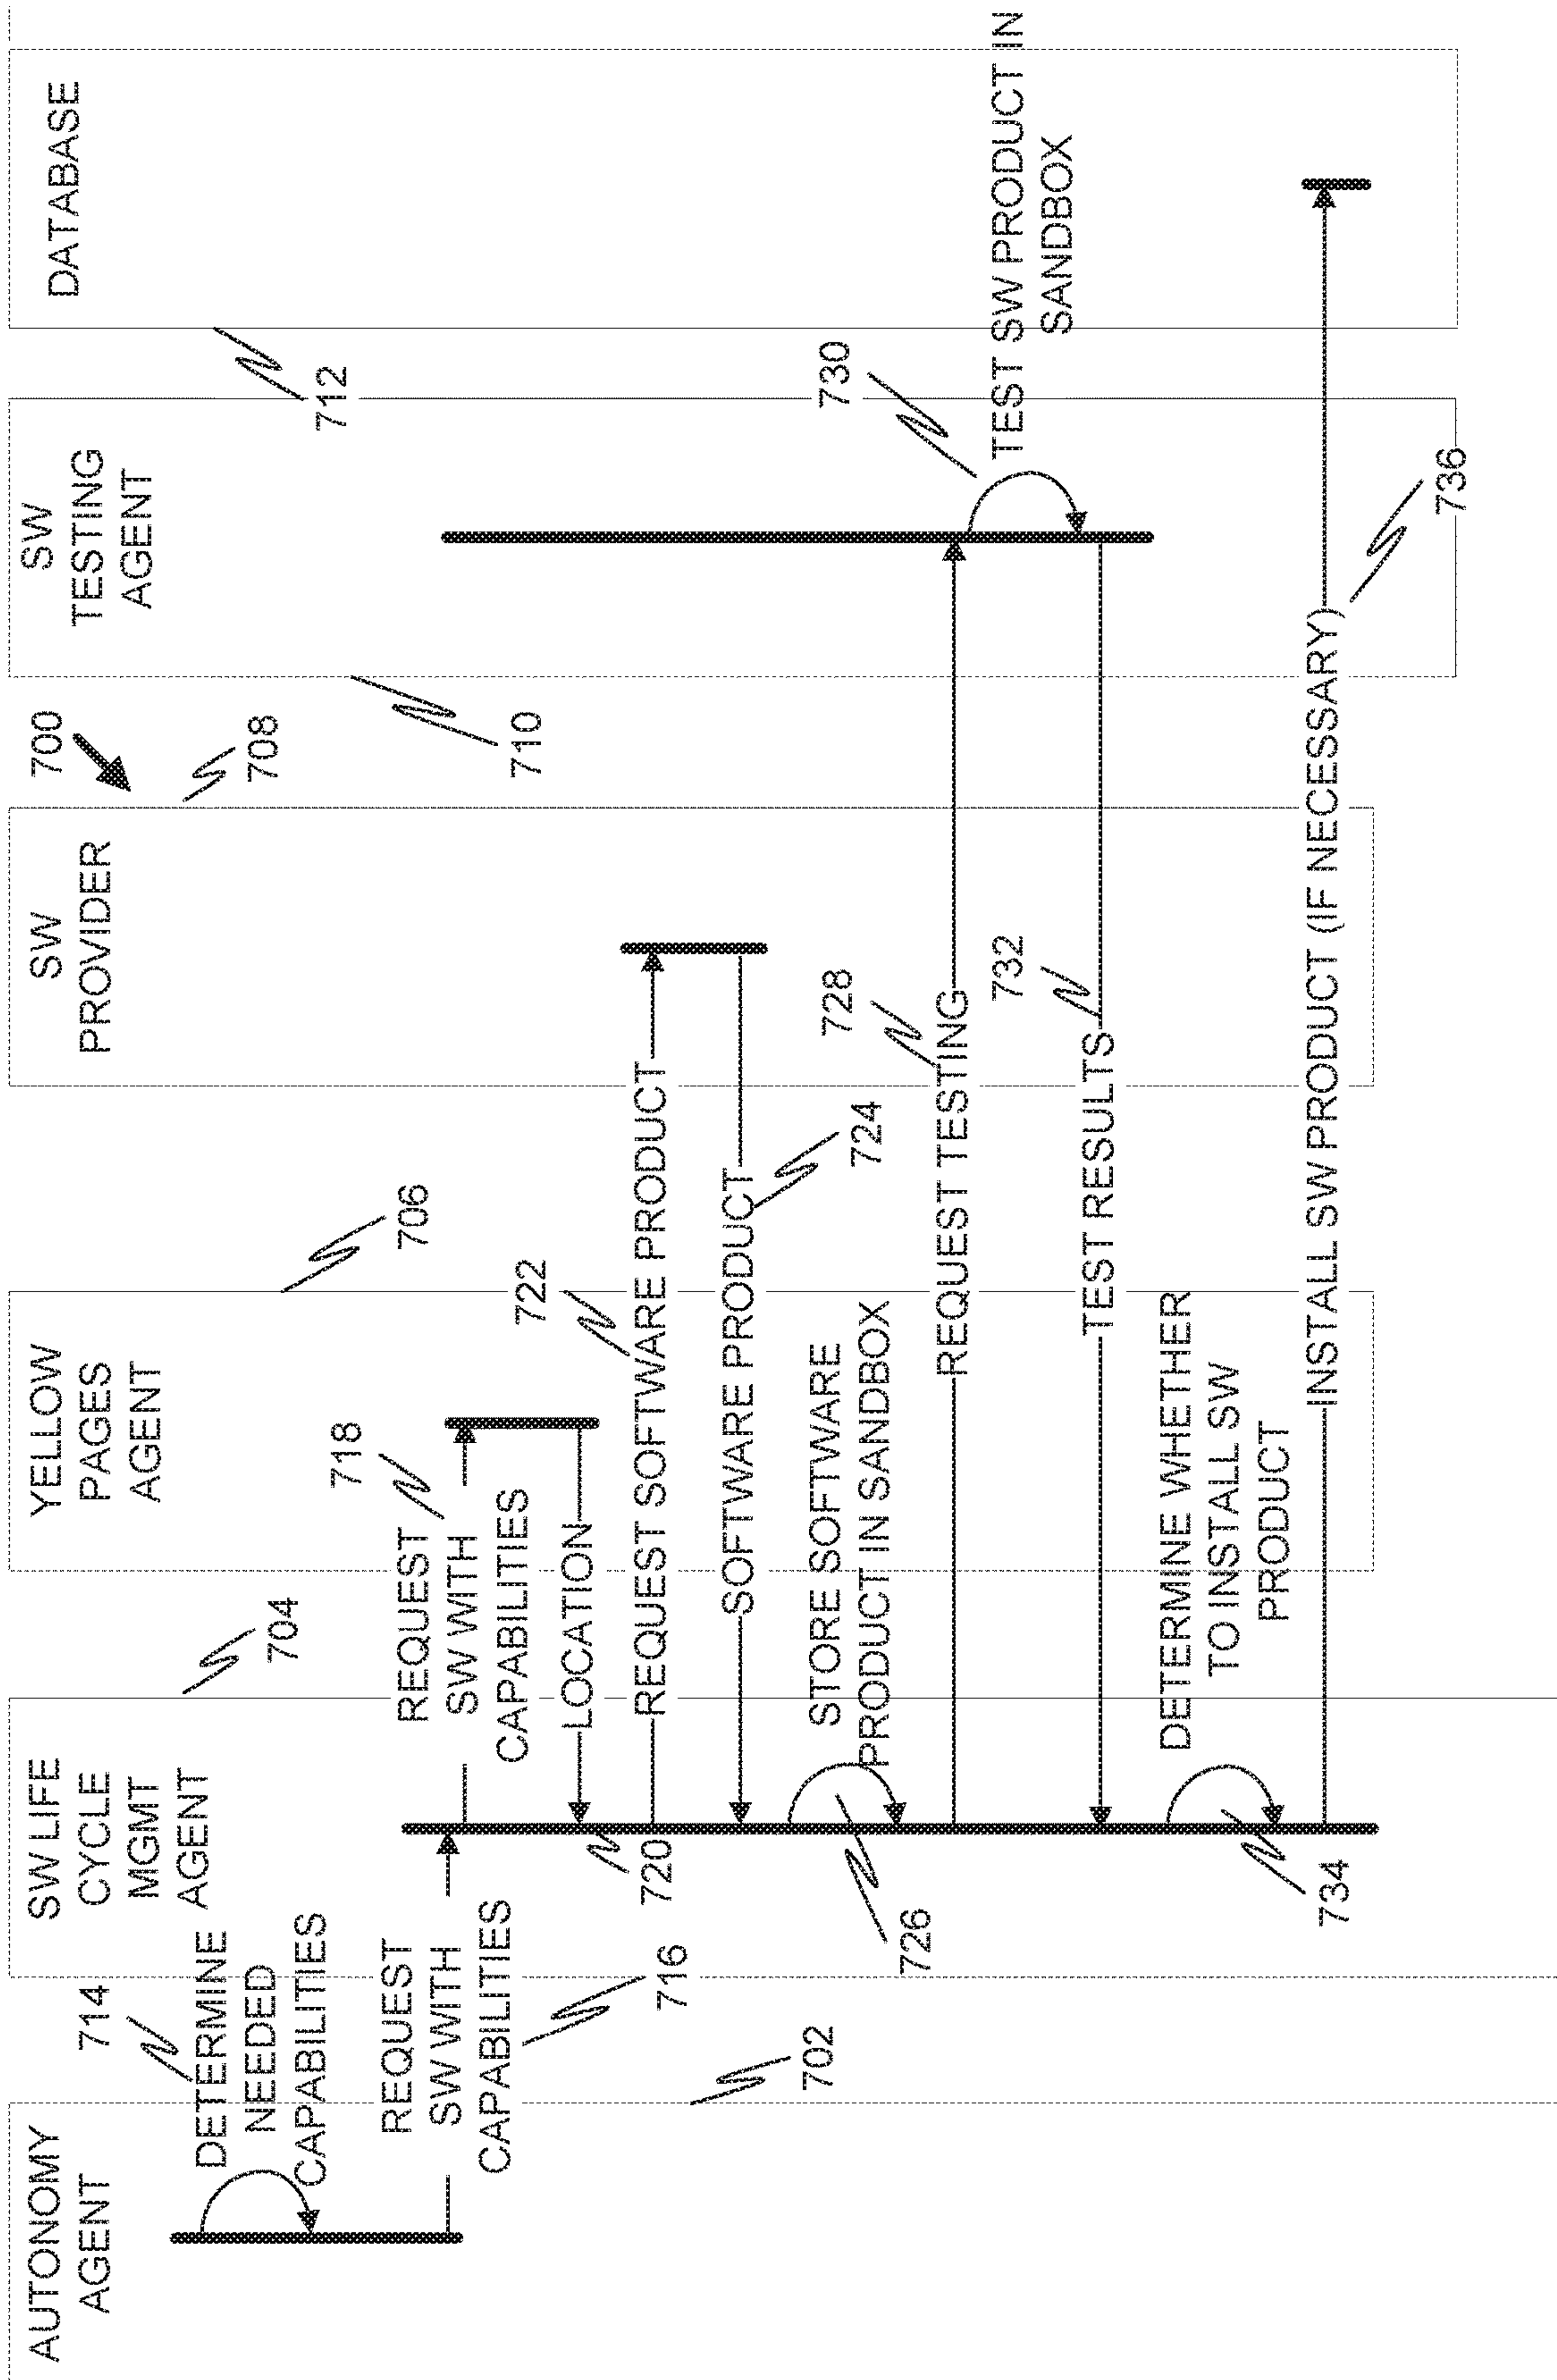 700
AUTONOMY
AGENT
SW LIFE
CYCLE
MGMT
AGENT
YELLOW
PAGES
AGENT
SW
PROVIDER
SW
TESTING
AGENT
DATABASE
702
704
706
708
710
712
714
DETERMINE
NEEDED
CAPABILITIES
REQUEST
SW WITH
CAPABILITIES
716
REQUEST
SW WITH
CAPABILITIES
718
LOCATION
720
REQUEST SOFTWARE PRODUCT
722
SOFTWARE PRODUCT
724
STORE SOFTWARE
PRODUCT IN SANDBOX
726
REQUEST TESTING
728
TEST SW PRODUCT IN
SANDBOX
730
TEST RESULTS
732
DETERMINE WHETHER
TO INSTALL SW
PRODUCT
734
INSTALL SW PRODUCT (IF NECESSARY)
736